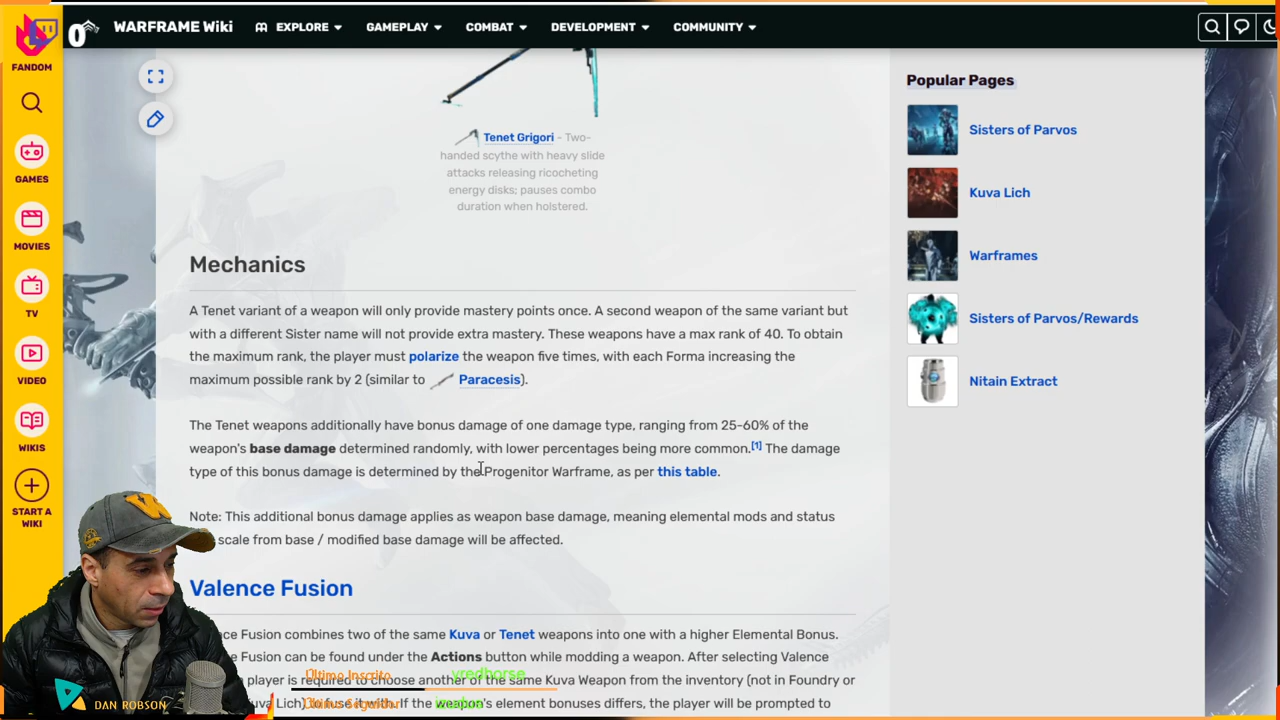 WARFRAME WiKi
EXPLORE
GAMEPLAY
COMBAT
DEVELOPMENT
COMMUNITY
FANDOM
GAMES
MOVIES
TV
VIDEO
WIKIS
START A
WIKI
Tenet Grigori - Two-
handed scythe with heavy slide
attacks releasing ricocheting
energy disks; pauses combo
duration when holstered.
Mechanics
A Tenet variant of a weapon will only provide mastery points once. A second weapon of the same variant but
with a different Sister name will not provide extra mastery. These weapons have a max rank of 40. To obtain
the maximum rank, the player must polarize the weapon five times, with each Forma increasing the
maximum possible rank by 2 (similar to Paracesis).
The Tenet weapons additionally have bonus damage of one damage type, ranging from 25-60% of the
weapon's base damage determined randomly, with lower percentages being more common.[1] The damage
type of this bonus damage is determined by the Progenitor Warframe, as per this table.
Note: This additional bonus damage applies as weapon base damage, meaning elemental mods and status
scale from base / modified base damage will be affected.
Valence Fusion
Fusion combines two of the same Kuva or Tenet weapons into one with a higher Elemental Bonus.
Fusion can be found under the Actions button while modding a weapon. After selecting Valence
player is required to choose another of the same Kuva Weapon from the inventory (not in Foundry or
Lich) to fuse it with. If the weapon's element bonuses differs, the player will be prompted to
Último Inscrito
vredhorse
Último Seguidor
DAN ROBSON
Popular Pages
Sisters of Parvos
Kuva Lich
Warframes
Sisters of Parvos/Rewards
Nitain Extract